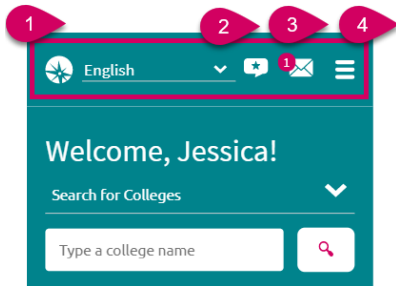 1 2 3 4
English 1
Welcome, Jessica!
Search for Colleges
Type a college name